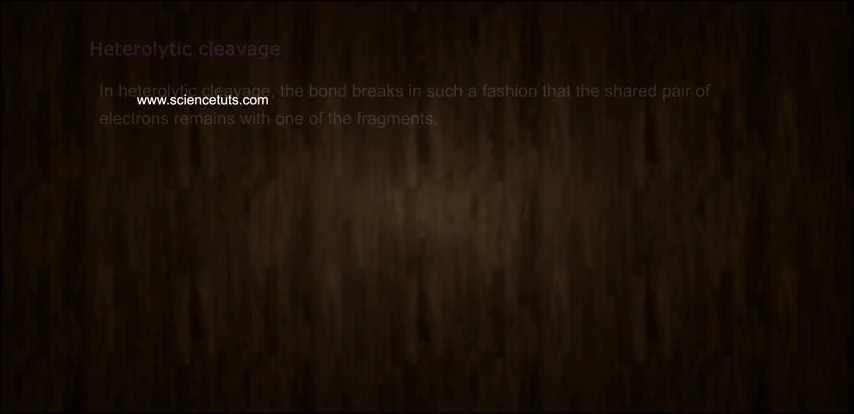 Heterolytic cleavage
In heterolytic cleavage, the bond breaks in such a fashion that the shared pair of
www.sciencetuts.com
electrons remains with one of the fragments.